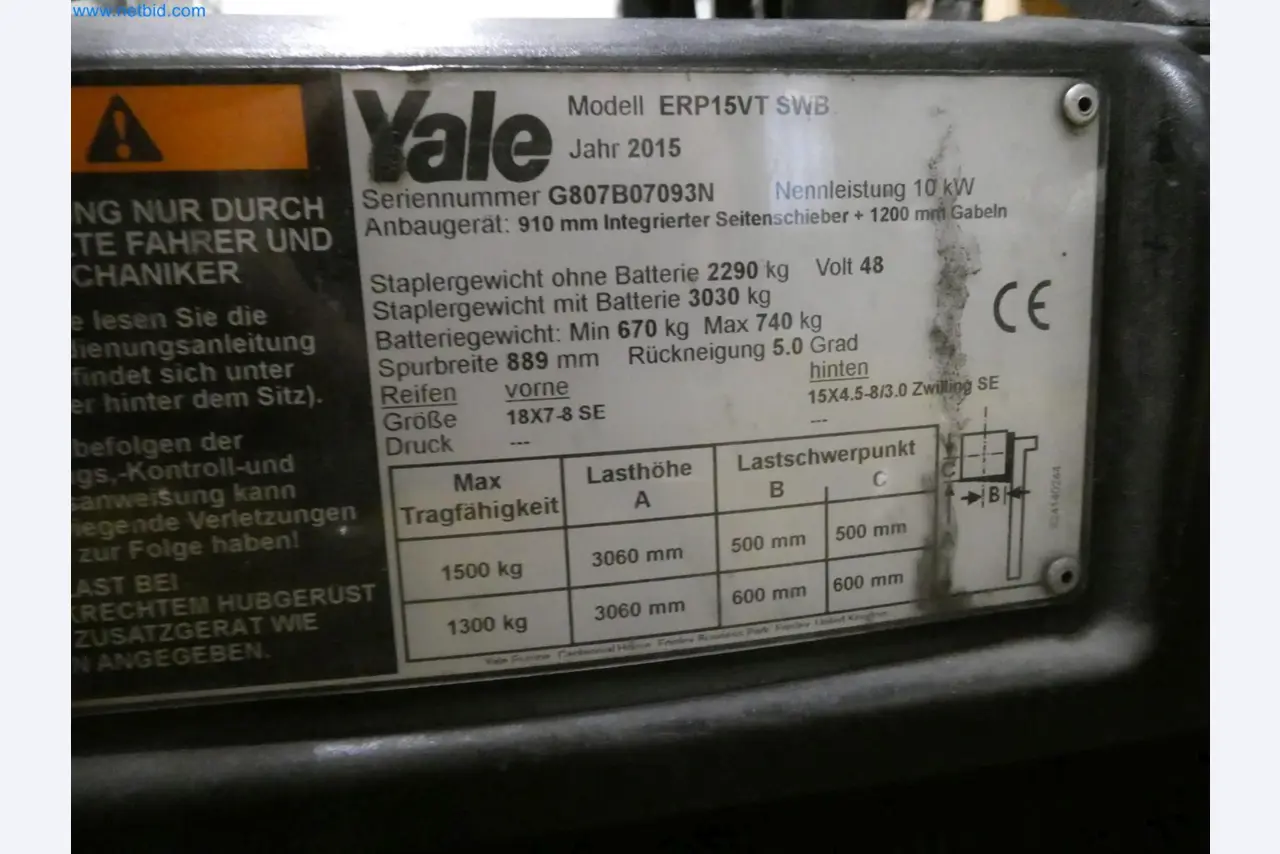 www.netbid.com
NG NUR DURCH
TE FAHRER UND
CHANIKER
e lesen Sie die
dienungsanleitung
findet sich unter
er hinter dem Sitz).
befolgen der
gs,-Kontroll-und
sanweisung kann
iegende Verletzungen
zur Folge haben!
AST BEI
KRECHTEM HUBGERÜST
ZUSATZGERÄT WIE
N ANGEGEBEN.
Yale
Modell ERP15VT SWB
Jahr 2015
Seriennummer G807B07093N Nennleistung 10 kW
Anbaugerät: 910 mm Integrierter Seitenschieber + 1200 mm Gabeln
Staplergewicht ohne Batterie 2290 kg Volt 48
Staplergewicht mit Batterie 3030 kg
Batteriegewicht: Min 670 kg Max 740 kg
Spurbreite 889 mm Rückneigung 5.0 Grad
Reifen vorne hinten
Größe 18X7-8 SE 15X4.5-8/3.0 Zwilling SE
Druck --- ---
CE
Max Tragfähigkeit Lasthöhe A Lastschwerpunkt B C
1500 kg 3060 mm 500 mm 500 mm
1300 kg 3060 mm 600 mm 600 mm
C
B
A
Yale Europe